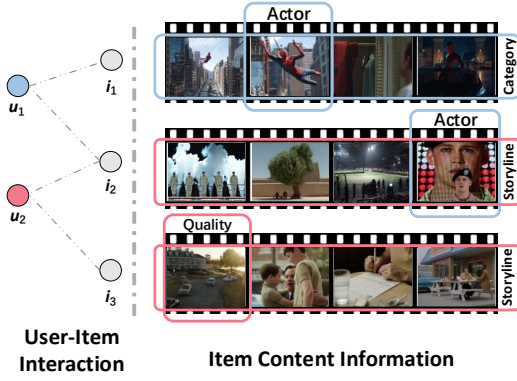 Actor
Category
i1
u1
Actor
Storyline
i2
u2
Quality
Storyline
i3
User-Item
Interaction
Item Content Information